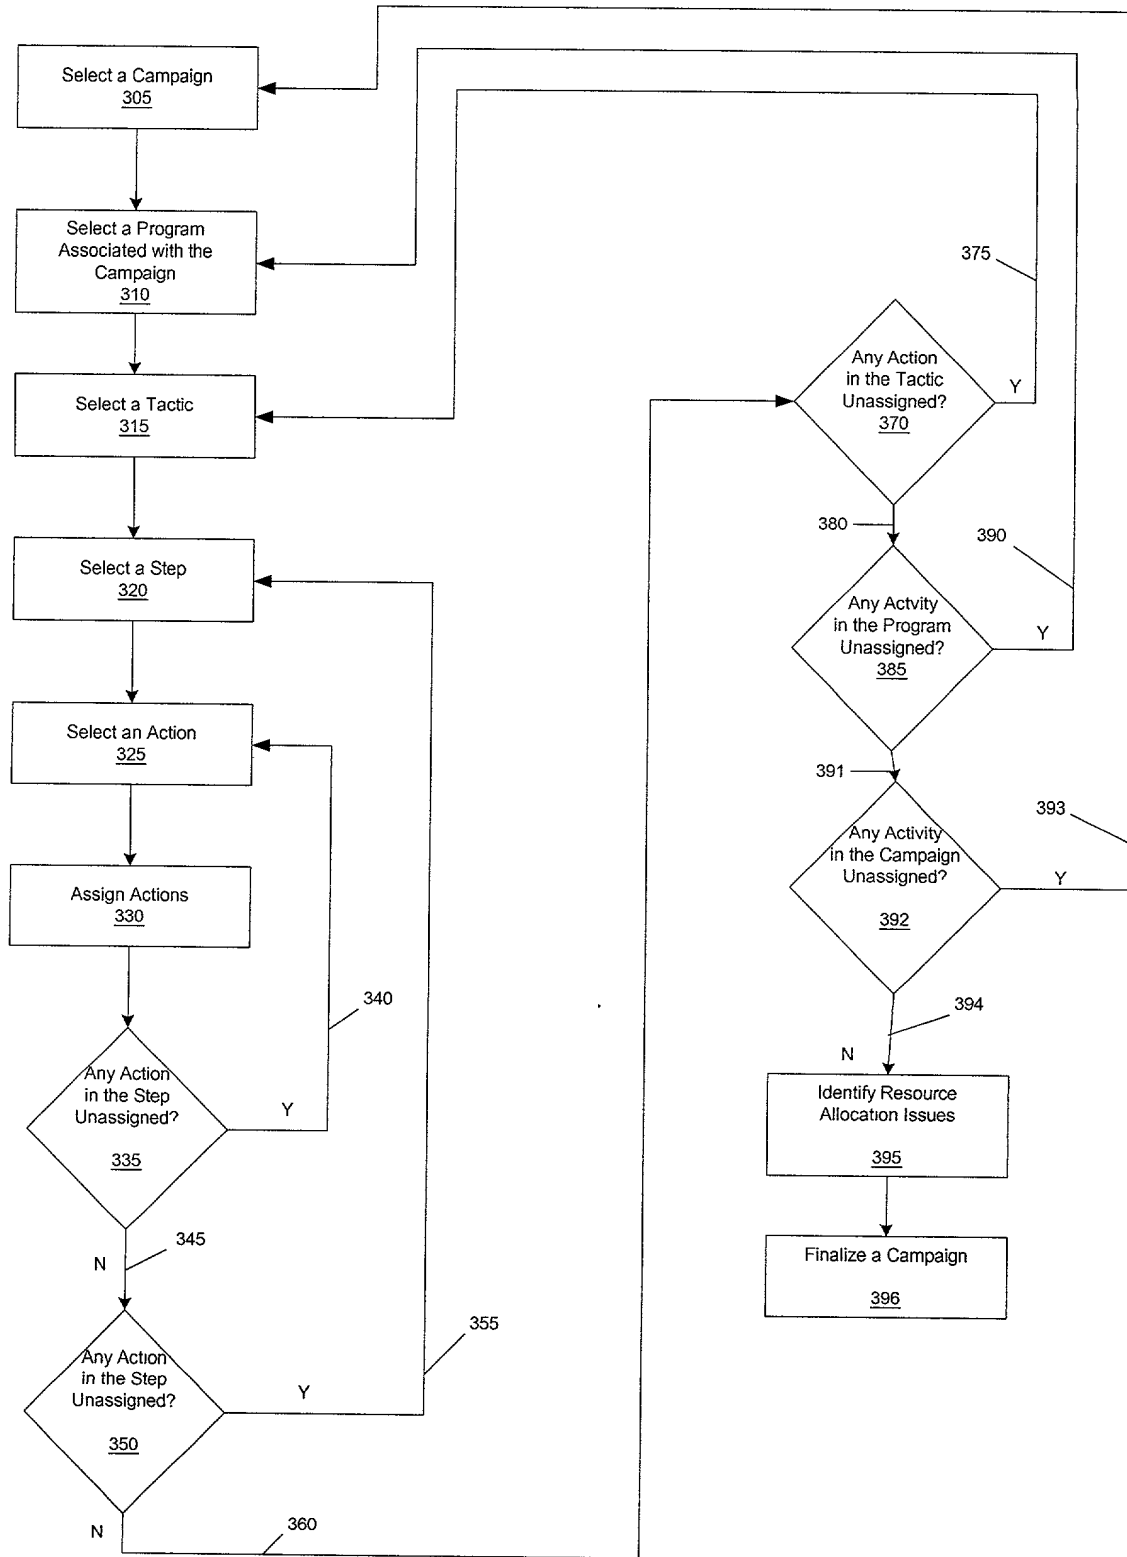 Select a Campaign
305
Select a Program
Associated with the
Campaign
310
Select a Tactic
315
Select a Step
320
Select an Action
325
Assign Actions
330
340
Any Action
in the Step
Unassigned?
335
Y
N
345
355
Any Action
in the Step
Unassigned?
350
Y
N
360
375
Any Action
in the Tactic
Unassigned?
370
Y
380
390
Any Actvity
in the Program
Unassigned?
385
Y
391
393
Any Activity
in the Campaign
Unassigned?
392
Y
394
N
Identify Resource
Allocation Issues
395
Finalize a Campaign
396